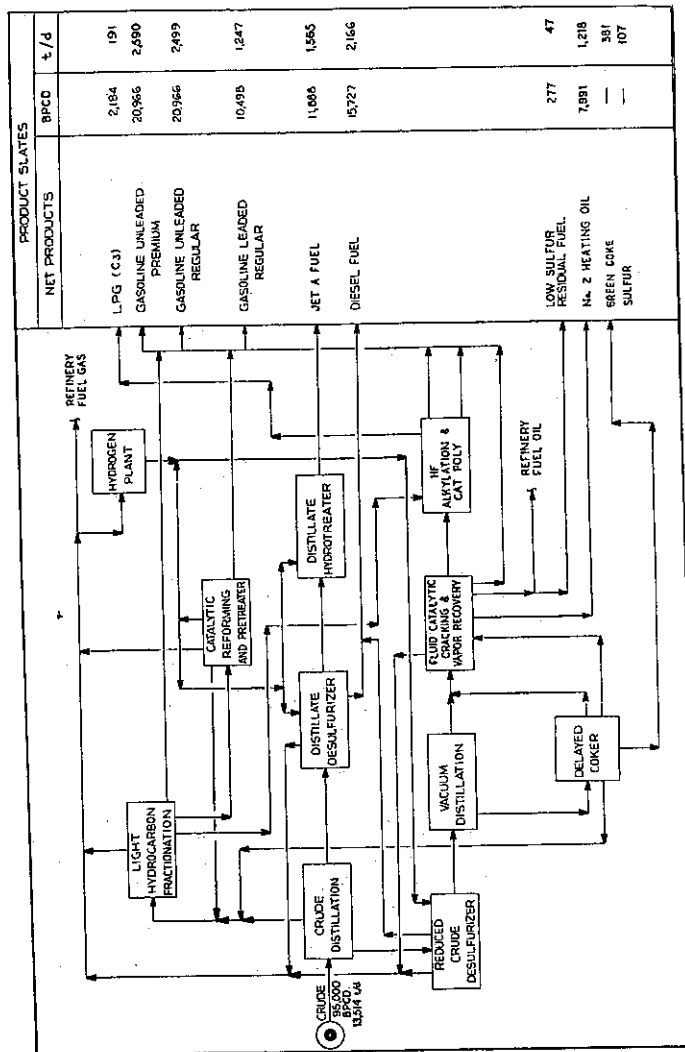 PRODUCT SLATES
NET PRODUCTS BPCD t/d
LPG (C3) 2,184 191
GASOLINE UNLEADED PREMIUM 20,966 2,590
GASOLINE UNLEADED REGULAR 20,966 2,499
GASOLINE LEADED REGULAR 10,498 1,247
JET A FUEL 11,888 1,565
DIESEL FUEL 15,727 2,166
LOW SULFUR RESIDUAL FUEL 277 47
No. 2 HEATING OIL 7,891 1,218
GREEN COKE — 381
SULFUR — 107
REFINERY
FUEL GAS
HYDROGEN
PLANT
CATALYTIC
REFORMING
AND PRETREATER
LIGHT
HYDROCARBON
FRACTIONATION
DISTILLATE
HYDROTREATER
DISTILLATE
DESULFURIZER
CRUDE
DISTILLATION
CRUDE
95,000
BPCD
13,514 t/d
HF
ALKYLATION &
CAT POLY
REFINERY
FUEL OIL
FLUID CATALYTIC
CRACKING &
VAPOR RECOVERY
VACUUM
DISTILLATION
REDUCED
CRUDE
DESULFURIZER
DELAYED
COKER